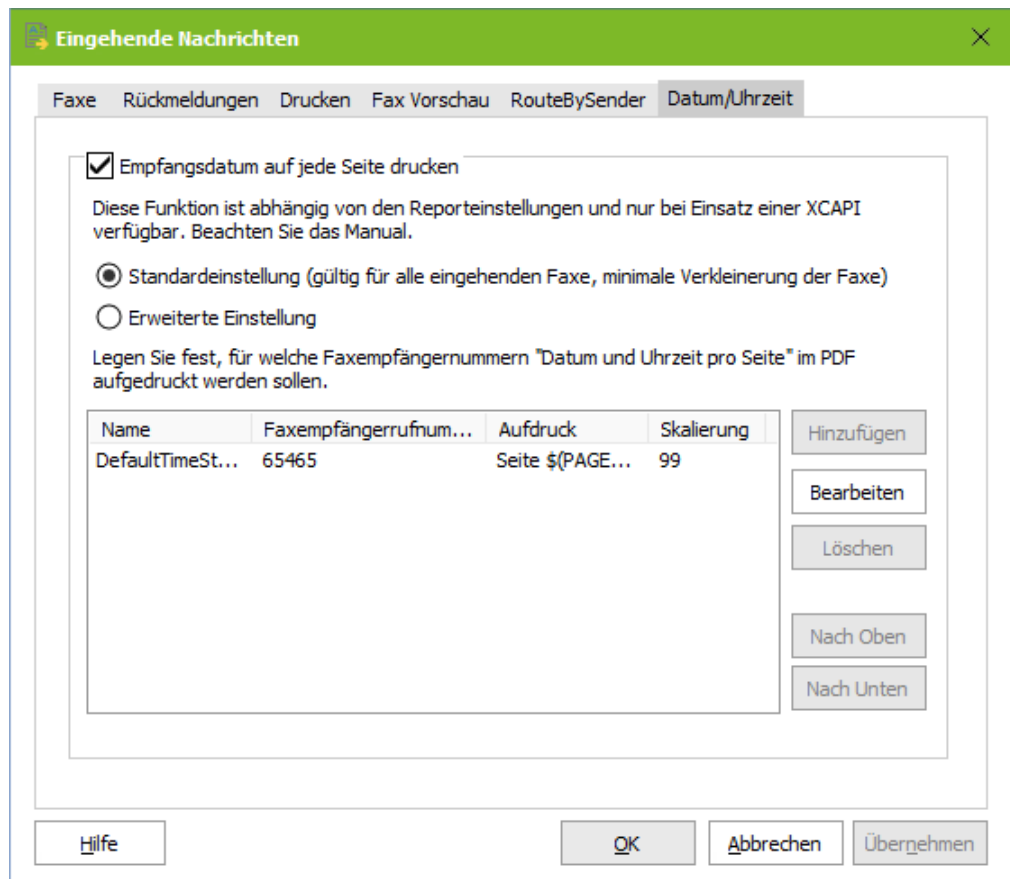 Eingehende Nachrichten
Faxe Rückmeldungen Drucken Fax Vorschau RouteBySender Datum/Uhrzeit
Empfangsdatum auf jede Seite drucken
Diese Funktion ist abhängig von den Reporteinstellungen und nur bei Einsatz einer XCAPI
verfügbar. Beachten Sie das Manual.
Standardeinstellung (gültig für alle eingehenden Faxe, minimale Verkleinerung der Faxe)
Erweiterte Einstellung
Legen Sie fest, für welche Faxempfängernummern "Datum und Uhrzeit pro Seite" im PDF
aufgedruckt werden sollen.
Name Faxempfängerrufnum... Aufdruck Skalierung
DefaultTimeSt... 65465 Seite $(PAGE... 99
Hinzufügen
Bearbeiten
Löschen
Nach Oben
Nach Unten
Hilfe OK Abbrechen Übernehmen